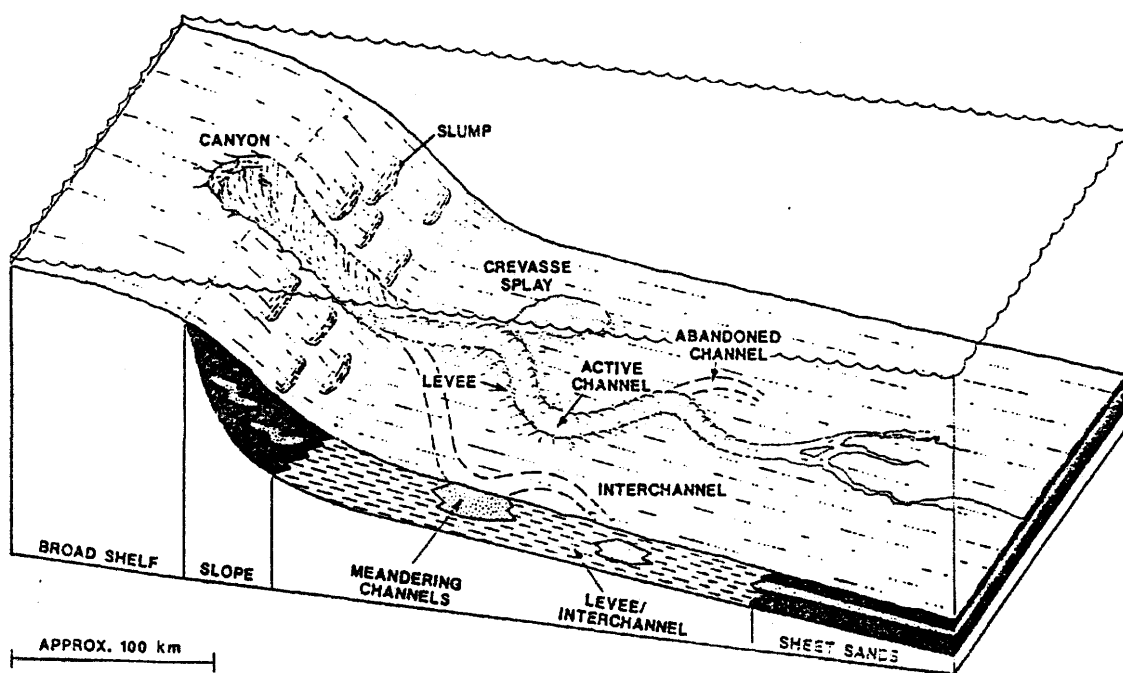 CANYON
SLUMP
CREVASSE
SPLAY
ABANDONED
CHANNEL
ACTIVE
CHANNEL
LEVEE
INTERCHANNEL
BROAD SHELF
SLOPE
MEANDERING
CHANNELS
LEVEE/
INTERCHANNEL
SHEET SANDS
APPROX. 100 km